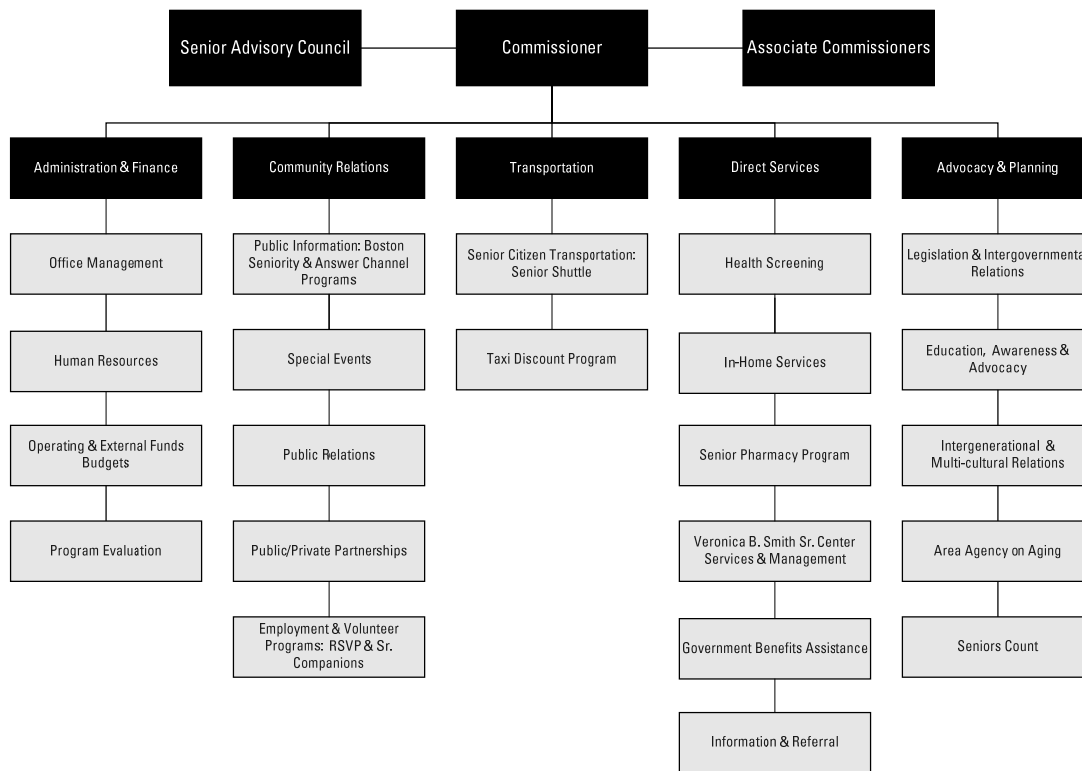 Senior Advisory Council
Commissioner
Associate Commissioners
Administration & Finance
Community Relations
Transportation
Direct Services
Advocacy & Planning
Office Management
Human Resources
Operating & External Funds
Budgets
Program Evaluation
Public Information: Boston
Seniority & Answer Channel
Programs
Special Events
Public Relations
Public/Private Partnerships
Employment & Volunteer
Programs: RSVP & Sr.
Companions
Senior Citizen Transportation:
Senior Shuttle
Taxi Discount Program
Health Screening
In-Home Services
Senior Pharmacy Program
Veronica B. Smith Sr. Center
Services & Management
Government Benefits Assistance
Information & Referral
Legislation & Intergovernmental
Relations
Education, Awareness &
Advocacy
Intergenerational &
Multi-cultural Relations
Area Agency on Aging
Seniors Count